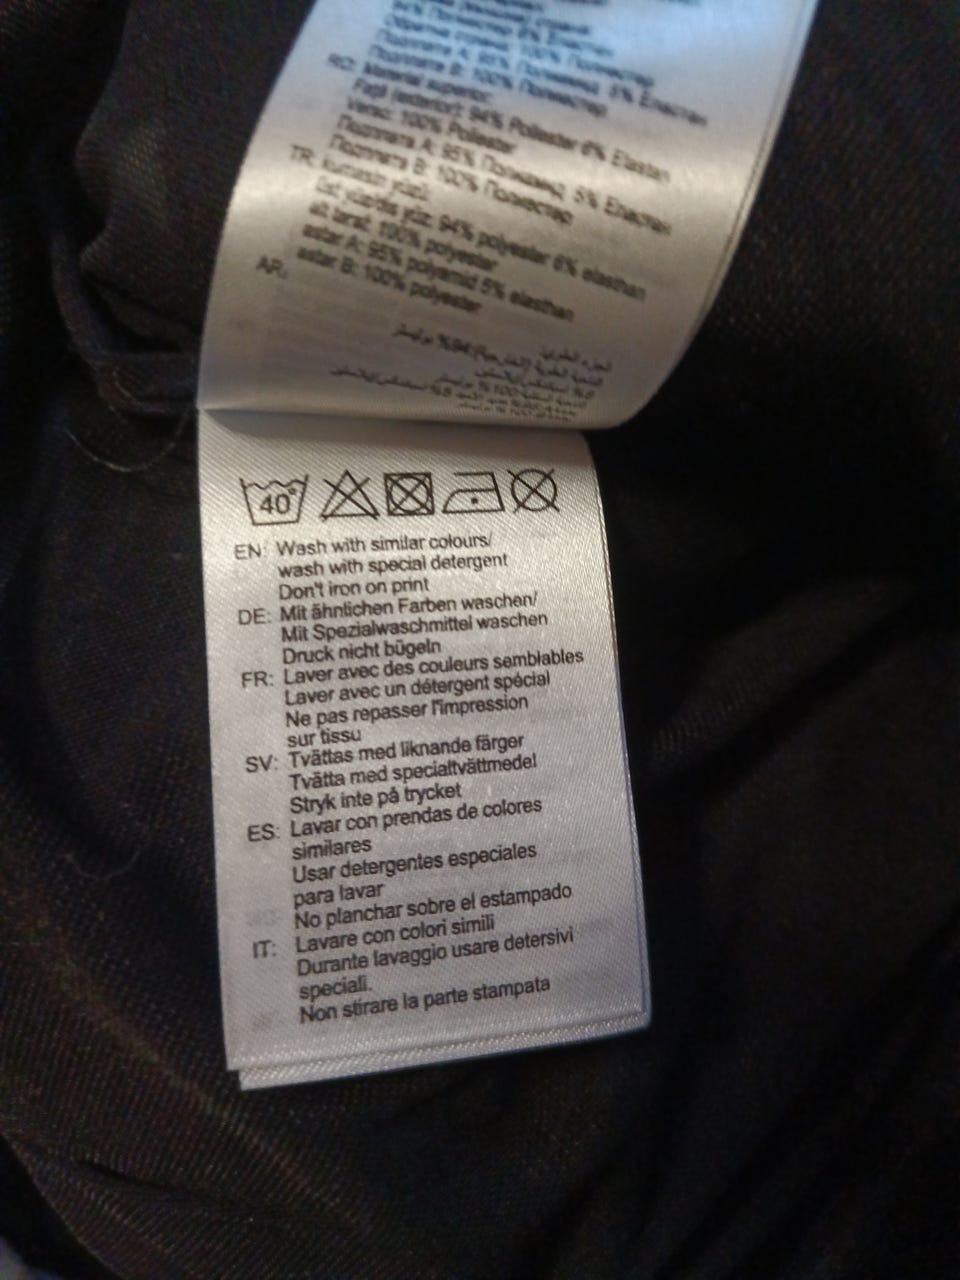 94% Полиестер 6% Еластан
Обратна страна: 100% Полиестер
Подплата A: 95% Полиамид 5% Еластан
Подплата B: 100% Полиестер
RO: Material superior:
Față (exterior): 94% Poliester 6% Elastan
Verso: 100% Poliester
Подплата A: 95% Полиамид 5% Еластан
Подплата B: 100% Полиестер
TR: kumaşın yüzü:
üst yüz/dış yüz: 94% polyester 6% elasthan
alt taraf: 100% polyester
astar A: 95% polyamid 5% elasthan
astar B: 100% polyester
AR:
40°
EN: Wash with similar colours/
wash with special detergent
Don't iron on print
DE: Mit ähnlichen Farben waschen/
Mit Spezialwaschmittel waschen
Druck nicht bügeln
FR: Laver avec des couleurs semblables
Laver avec un détergent spécial
Ne pas repasser l'impression
sur tissu
SV: Tvättas med liknande färger
Tvätta med specialtvättmedel
Stryk inte på trycket
ES: Lavar con prendas de colores
similares
Usar detergentes especiales
para lavar
No planchar sobre el estampado
IT: Lavare con colori simili
Durante lavaggio usare detersivi
speciali.
Non stirare la parte stampata